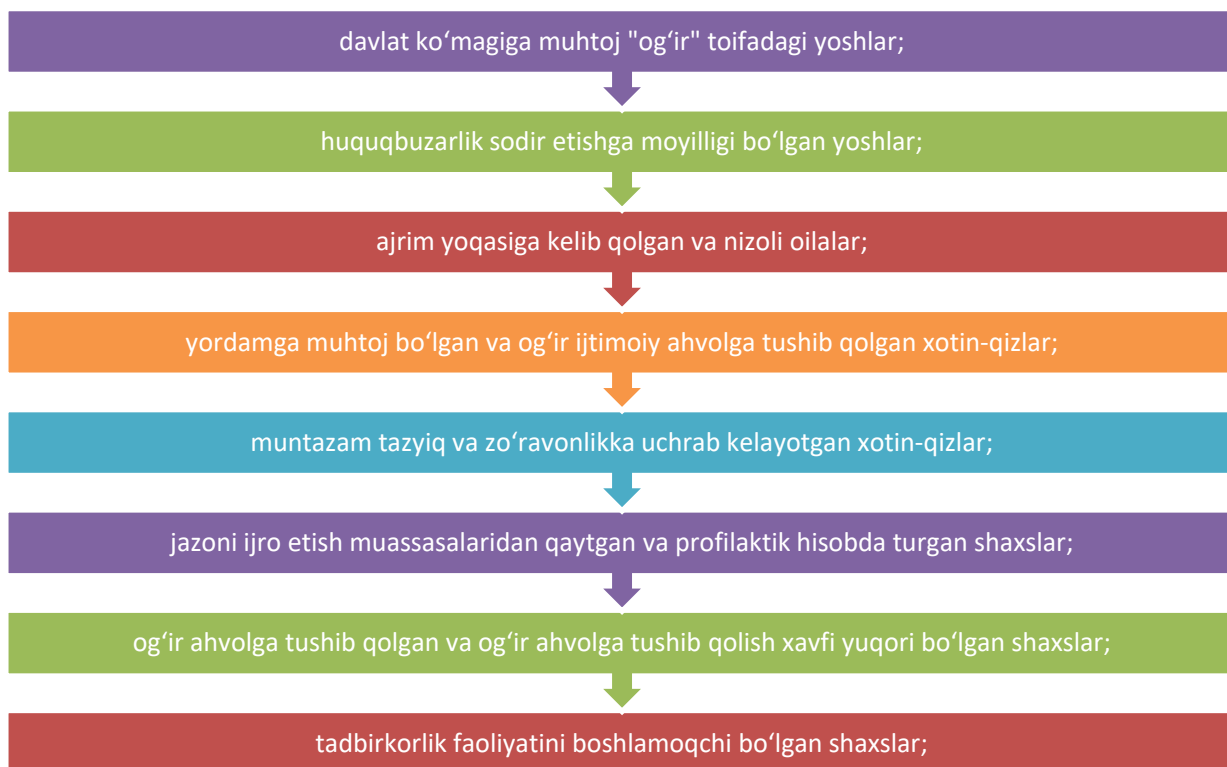 davlat ko‘magiga muhtoj "og‘ir" toifadagi yoshlar;
huquqbuzarlik sodir etishga moyilligi bo‘lgan yoshlar;
ajrim yoqasiga kelib qolgan va nizoli oilalar;
yordamga muhtoj bo‘lgan va og‘ir ijtimoiy ahvolga tushib qolgan xotin-qizlar;
muntazam tazyiq va zo‘ravonlikka uchrab kelayotgan xotin-qizlar;
jazoni ijro etish muassasalaridan qaytgan va profilaktik hisobda turgan shaxslar;
og‘ir ahvolga tushib qolgan va og‘ir ahvolga tushib qolish xavfi yuqori bo‘lgan shaxslar;
tadbirkorlik faoliyatini boshlamoqchi bo‘lgan shaxslar;